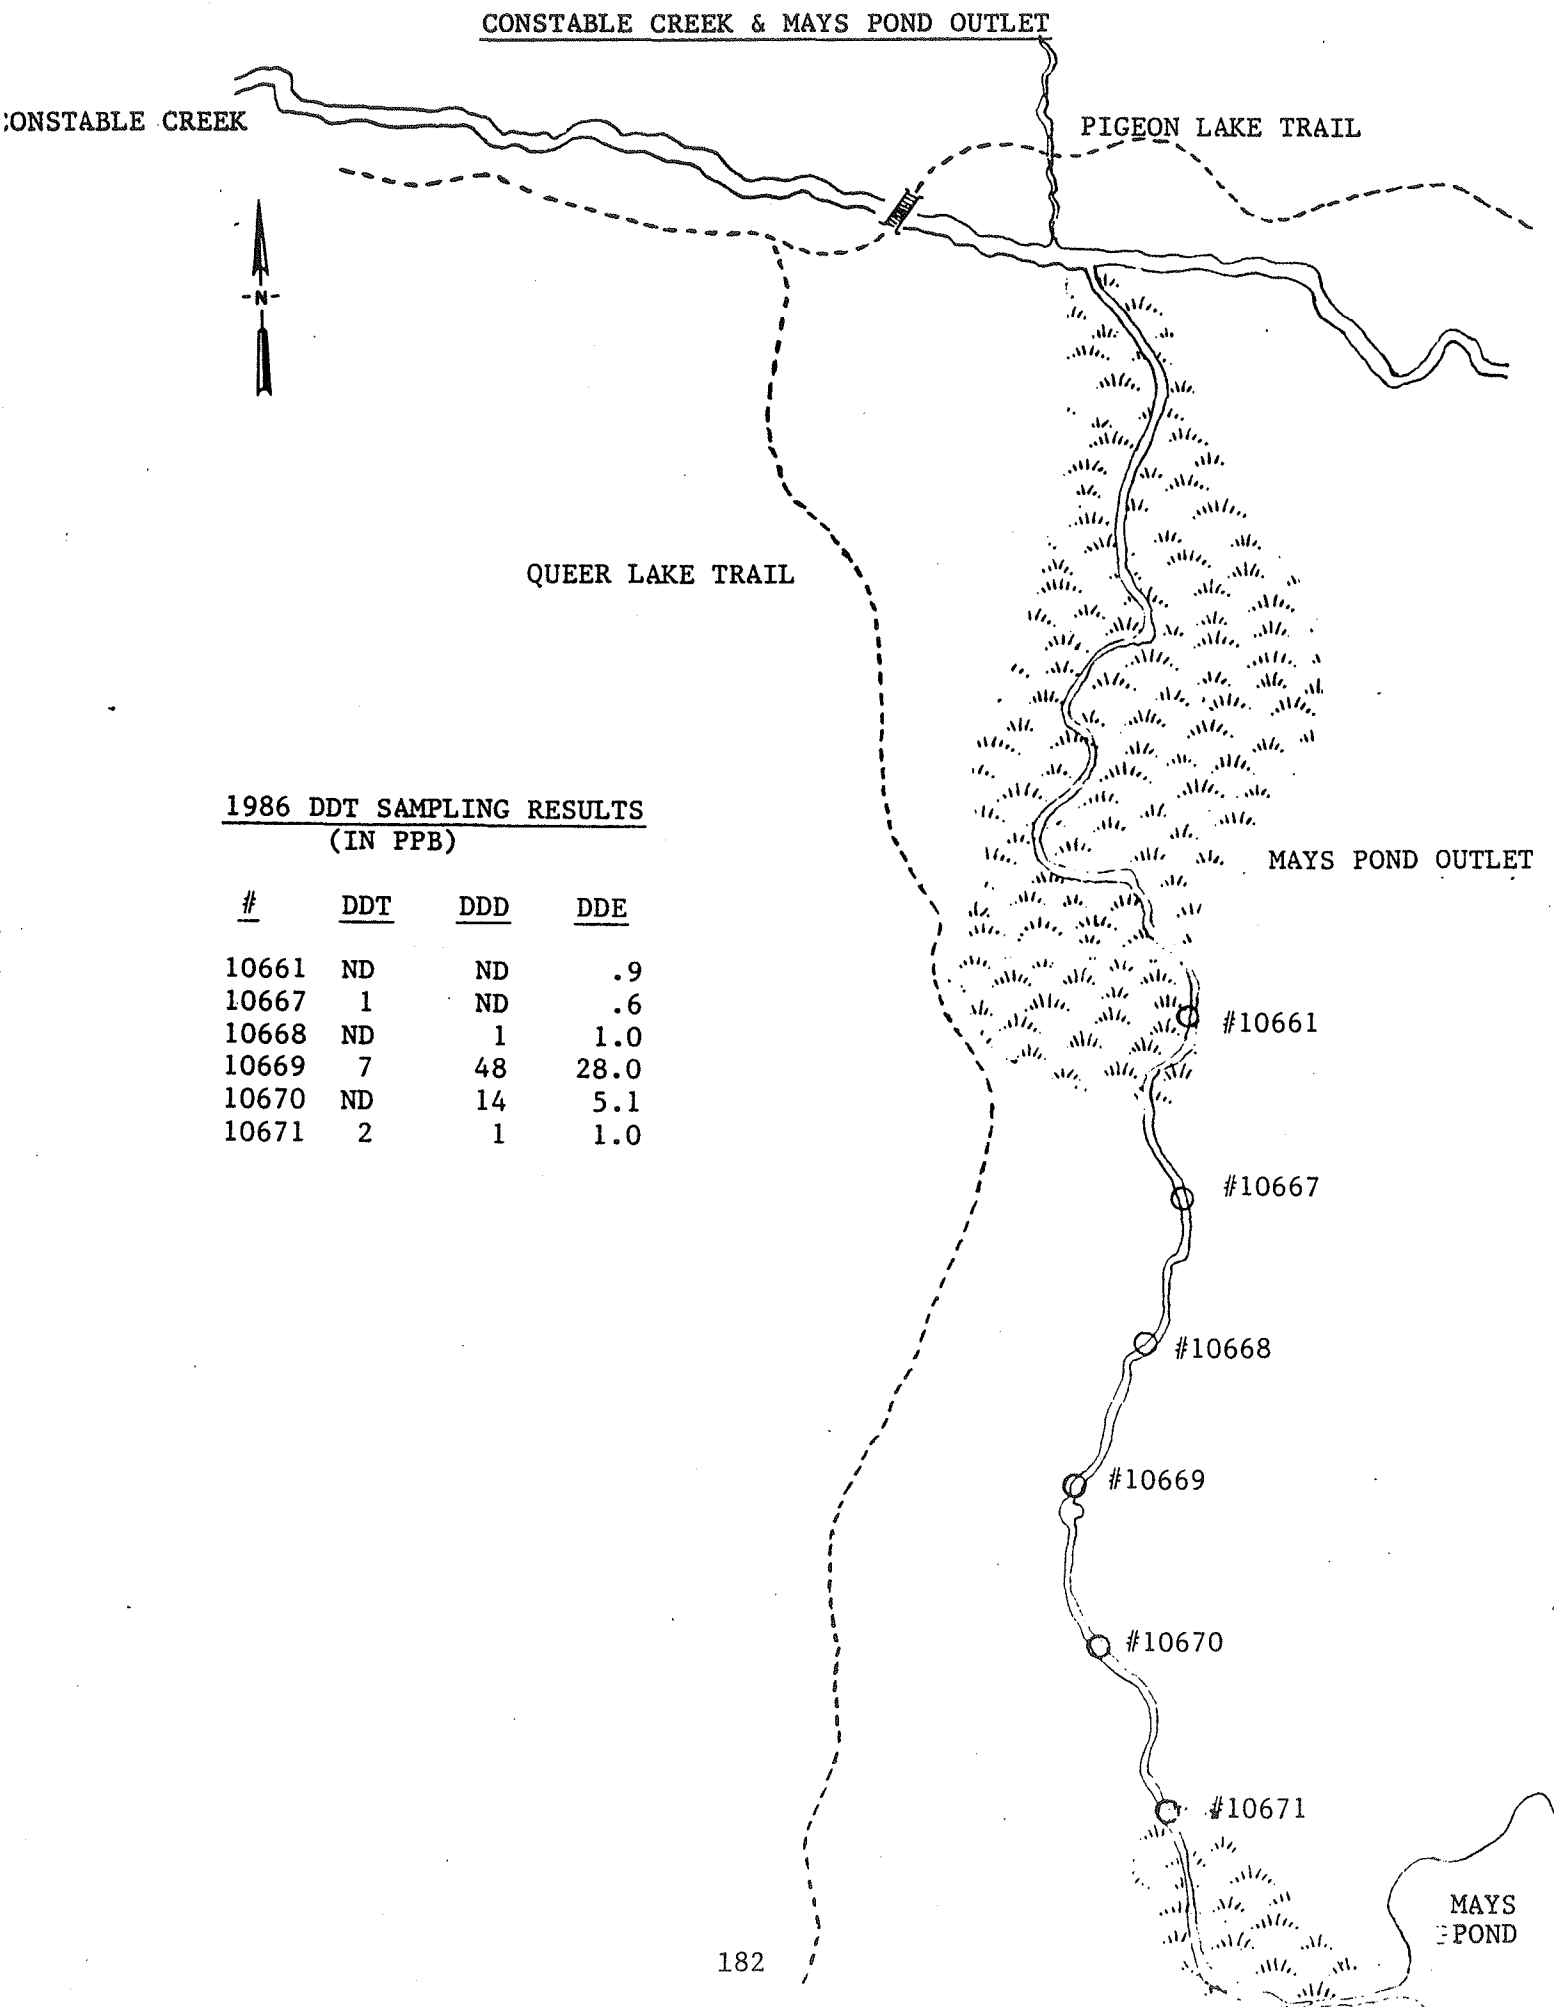 CONSTABLE CREEK & MAYS POND OUTLET
CONSTABLE CREEK
PIGEON LAKE TRAIL
-N-
QUEER LAKE TRAIL
1986 DDT SAMPLING RESULTS
(IN PPB)
# DDT DDD DDE
10661 ND ND .9
10667 1 ND .6
10668 ND 1 1.0
10669 7 48 28.0
10670 ND 14 5.1
10671 2 1 1.0
MAYS POND OUTLET
#10661
#10667
#10668
#10669
#10670
#10671
MAYS
POND
182